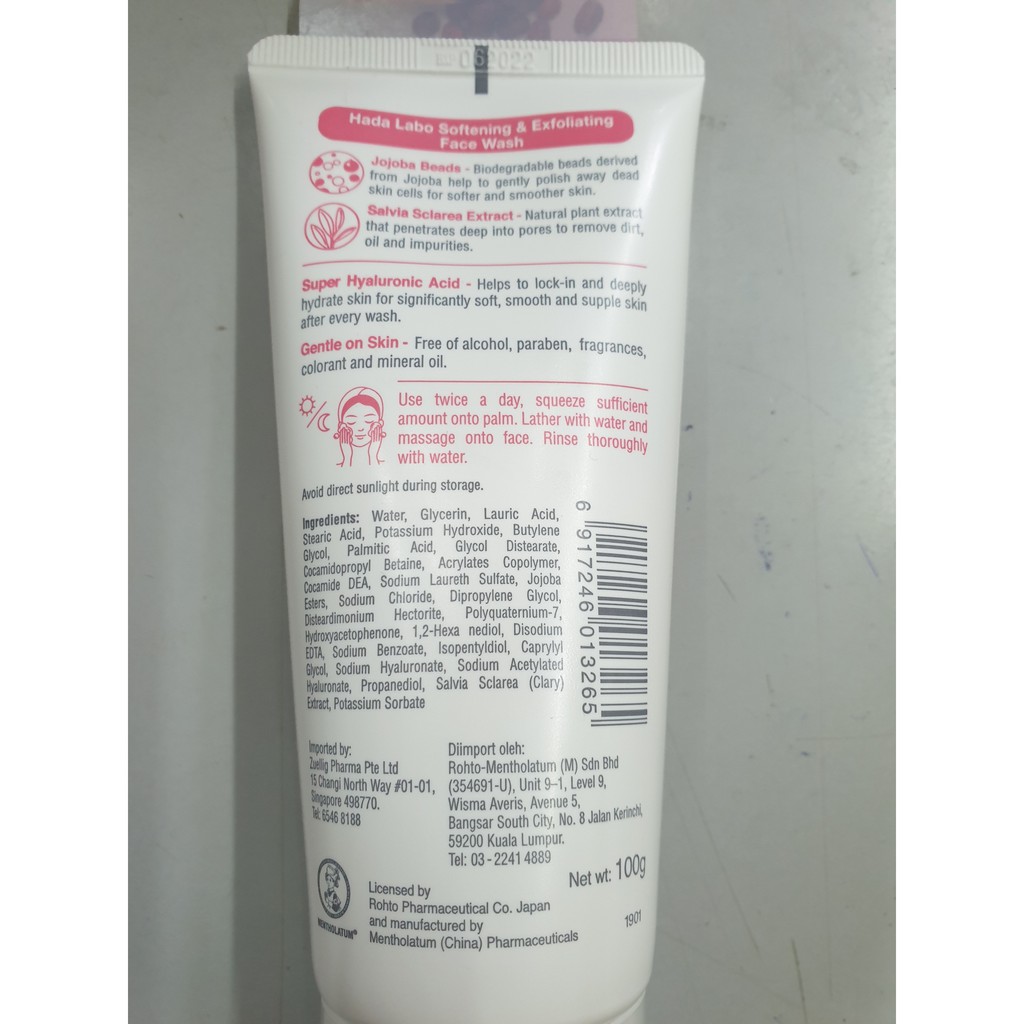 062022
Hada Labo Softening & Exfoliating
Face Wash
Jojoba Beads - Biodegradable beads derived
from Jojoba help to gently polish away dead
skin cells for softer and smoother skin.
Salvia Sclarea Extract - Natural plant extract
that penetrates deep into pores to remove dirt,
oil and impurities.
Super Hyaluronic Acid - Helps to lock-in and deeply
hydrate skin for significantly soft, smooth and supple skin
after every wash.
Gentle on Skin - Free of alcohol, paraben, fragrances,
colorant and mineral oil.
Use twice a day, squeeze sufficient
amount onto palm. Lather with water and
massage onto face. Rinse thoroughly
with water.
Avoid direct sunlight during storage.
Ingredients: Water, Glycerin, Lauric Acid,
Stearic Acid, Potassium Hydroxide, Butylene
Glycol, Palmitic Acid, Glycol Distearate,
Cocamidopropyl Betaine, Acrylates Copolymer,
Cocamide DEA, Sodium Laureth Sulfate, Jojoba
Esters, Sodium Chloride, Dipropylene Glycol,
Disteardimonium Hectorite, Polyquaternium-7,
Hydroxyacetophenone, 1,2-Hexa nediol, Disodium
EDTA, Sodium Benzoate, Isopentyldiol, Caprylyl
Glycol, Sodium Hyaluronate, Sodium Acetylated
Hyaluronate, Propanediol, Salvia Sclarea (Clary)
Extract, Potassium Sorbate
6 917246 013265
Imported by:
Zuellig Pharma Pte Ltd
15 Changi North Way #01-01,
Singapore 498770.
Tel: 6546 8188
Diimport oleh:
Rohto-Mentholatum (M) Sdn Bhd
(354691-U), Unit 9-1, Level 9,
Wisma Averis, Avenue 5,
Bangsar South City, No. 8 Jalan Kerinchi,
59200 Kuala Lumpur.
Tel: 03-2241 4889
Net wt: 100g
MENTHOLATUM®
Licensed by
Rohto Pharmaceutical Co. Japan
and manufactured by
Mentholatum (China) Pharmaceuticals
1901